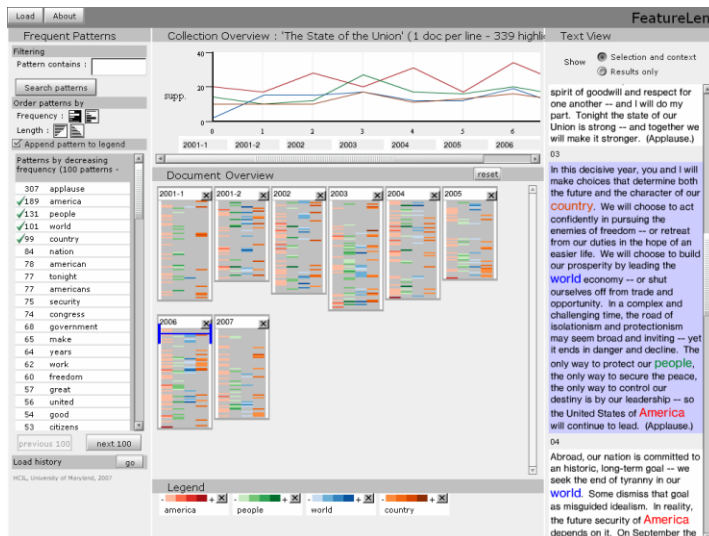 Load About
FeatureLen
Frequent Patterns
Filtering
Pattern contains :
Search patterns
Order patterns by
Frequency :
Length :
Append pattern to legend
Patterns by decreasing
frequency (100 patterns -
307 applause
189 america
131 people
101 world
99 country
84 nation
78 american
77 tonight
77 americans
75 security
74 congress
68 government
65 make
64 years
62 work
60 freedom
57 great
56 united
54 good
53 citizens
previous 100 next 100
Load history go
HCIL, University of Maryland, 2007
Collection Overview : 'The State of the Union' (1 doc per line - 339 highli
40
20
supp.
0
0 1 2 3 4 5 6
2001-1 2001-2 2002 2003 2004 2005 2006
Document Overview reset
2001-1 2001-2 2002 2003 2004 2005
2006 2007
Legend
- + - + - + - +
america people world country
Text View
Show Selection and context
Results only
spirit of goodwill and respect for
one another -- and I will do my
part. Tonight the state of our
Union is strong -- and together we
will make it stronger. (Applause.)
03
In this decisive year, you and I will
make choices that determine both
the future and the character of our
country. We will choose to act
confidently in pursuing the
enemies of freedom -- or retreat
from our duties in the hope of an
easier life. We will choose to build
our prosperity by leading the
world economy -- or shut
ourselves off from trade and
opportunity. In a complex and
challenging time, the road of
isolationism and protectionism
may seem broad and inviting -- yet
it ends in danger and decline. The
only way to protect our people,
the only way to secure the peace,
the only way to control our
destiny is by our leadership -- so
the United States of America
will continue to lead. (Applause.)
04
Abroad, our nation is committed to
an historic, long-term goal -- we
seek the end of tyranny in our
world. Some dismiss that goal
as misguided idealism. In reality,
the future security of America
depends on it. On September the